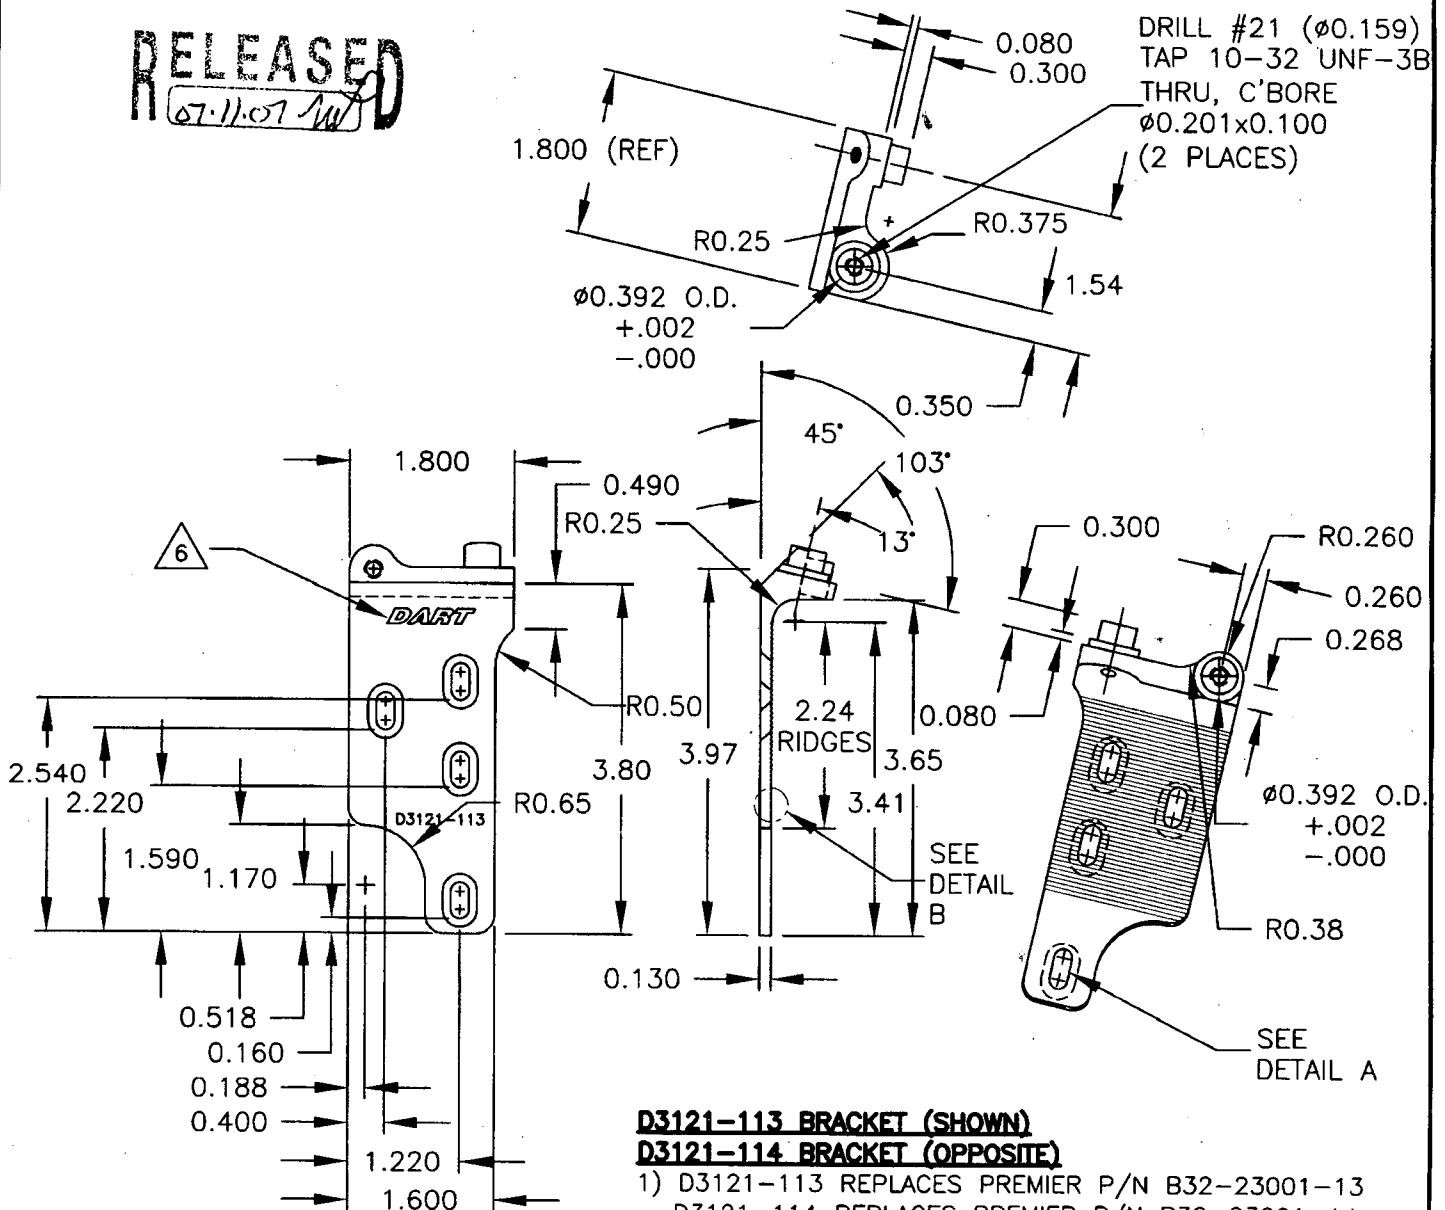 RELEASED
07.11.07
0.080
0.300
DRILL #21 (ø0.159)
TAP 10-32 UNF-3B
THRU, C'BORE
ø0.201x0.100
(2 PLACES)
1.800 (REF)
R0.25
R0.375
ø0.392 O.D.
+.002
-.000
1.54
0.350
45°
103°
13°
1.800
0.490
R0.25
6
DART
0.300
R0.260
0.260
0.268
0.080
R0.50
2.24
RIDGES
3.97
3.80
3.65
3.41
2.540
2.220
R0.65
D3121-113
1.590
1.170
SEE
DETAIL
B
ø0.392 O.D.
+.002
-.000
R0.38
0.130
0.518
0.160
0.188
0.400
1.220
1.600
SEE
DETAIL A
D3121-113 BRACKET (SHOWN)
D3121-114 BRACKET (OPPOSITE)
1) D3121-113 REPLACES PREMIER P/N B32-23001-13